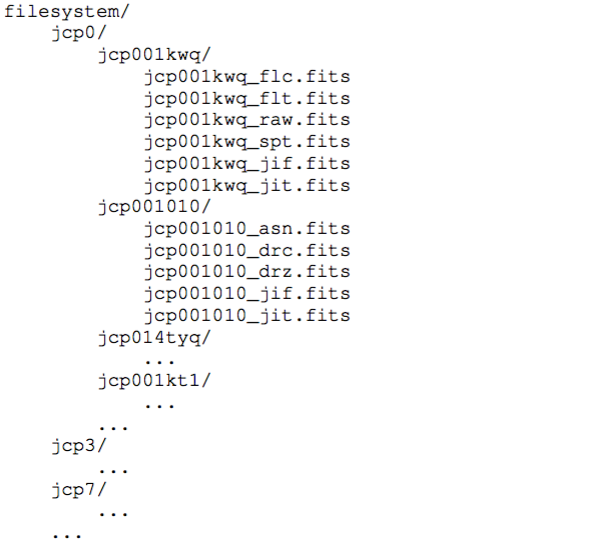 filesystem/
jcp0/
jcp001kwq/
jcp001kwq_flc.fits
jcp001kwq_flt.fits
jcp001kwq_raw.fits
jcp001kwq_spt.fits
jcp001kwq_jif.fits
jcp001kwq_jit.fits
jcp001010/
jcp001010_asn.fits
jcp001010_drc.fits
jcp001010_drz.fits
jcp001010_jif.fits
jcp001010_jit.fits
jcp014tyq/
...
jcp001kt1/
...
...
jcp3/
...
jcp7/
...
...